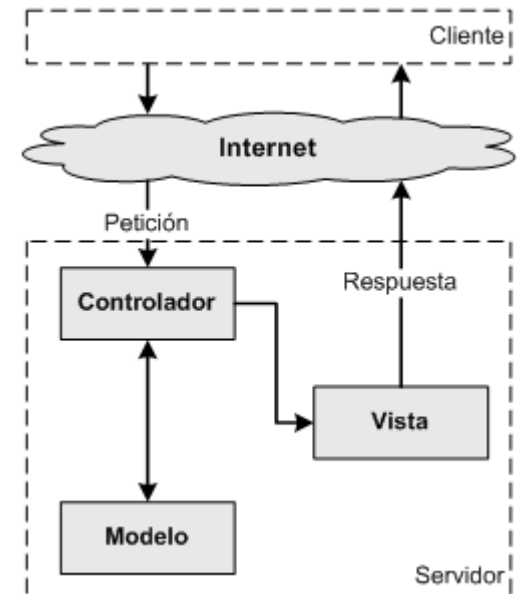 Cliente
Internet
Petición
Controlador
Respuesta
Vista
Modelo
Servidor